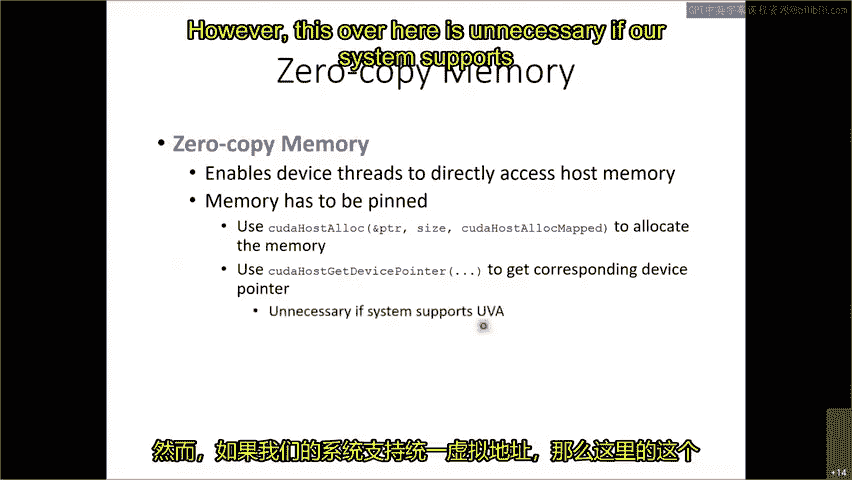 However, this over here is unnecessary if our
system supports
Zero-copy Memory
• Zero-copy Memory
• Enables device threads to directly access host memory
• Memory has to be pinned
• Use cudaHostAlloc(&ptr, size, cudaHostAllocMapped) to allocate
the memory
• Use cudaHostGetDevicePointer(...) to get corresponding device
pointer
• Unnecessary if system supports UVA
然而，如果我们的系统支持统一虚拟地址，那么这里的这个
+14